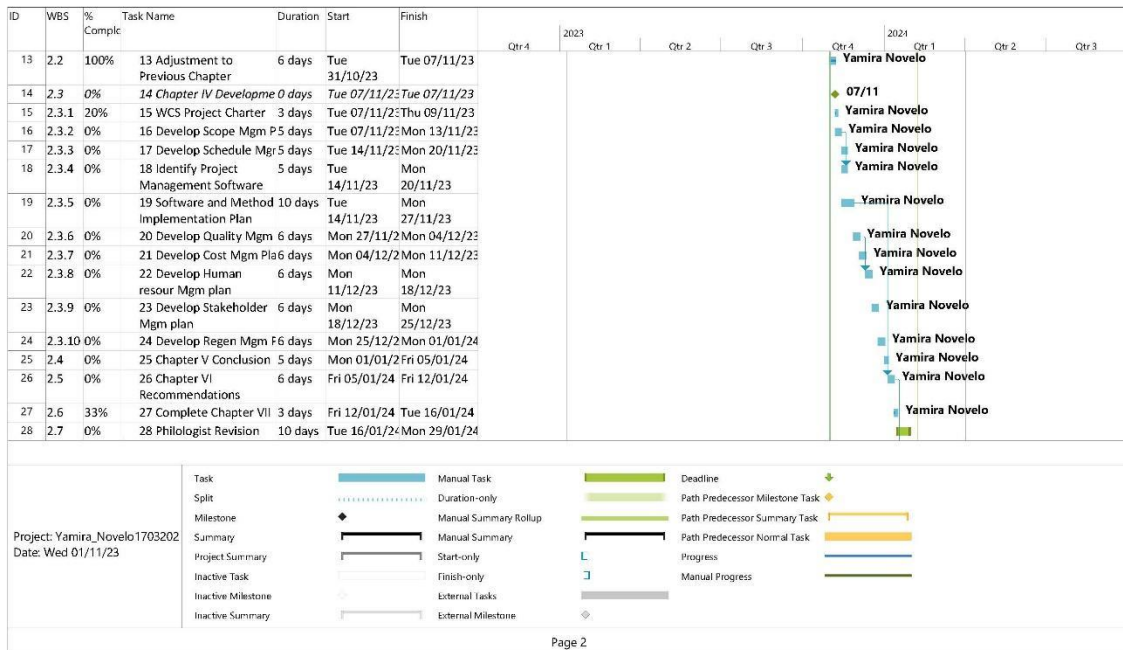 ID WBS % Complc Task Name Duration Start Finish
2023 2024
Qtr 4 Qtr 1 Qtr 2 Qtr 3 Qtr 4 Qtr 1 Qtr 2 Qtr 3
13 2.2 100% 13 Adjustment to Previous Chapter 6 days Tue 31/10/23 Tue 07/11/23 Yamira Novelo
14 2.3 0% 14 Chapter IV Developme 0 days Tue 07/11/23 Tue 07/11/23 07/11
15 2.3.1 20% 15 WCS Project Charter 3 days Tue 07/11/23 Thu 09/11/23 Yamira Novelo
16 2.3.2 0% 16 Develop Scope Mgm P 5 days Tue 07/11/23 Mon 13/11/23 Yamira Novelo
17 2.3.3 0% 17 Develop Schedule Mgr 5 days Tue 14/11/23 Mon 20/11/23 Yamira Novelo
18 2.3.4 0% 18 Identify Project Management Software 5 days Tue 14/11/23 Mon 20/11/23 Yamira Novelo
19 2.3.5 0% 19 Software and Method Implementation Plan 10 days Tue 14/11/23 Mon 27/11/23 Yamira Novelo
20 2.3.6 0% 20 Develop Quality Mgm 6 days Mon 27/11/2 Mon 04/12/23 Yamira Novelo
21 2.3.7 0% 21 Develop Cost Mgm Pla 6 days Mon 04/12/2 Mon 11/12/23 Yamira Novelo
22 2.3.8 0% 22 Develop Human resour Mgm plan 6 days Mon 11/12/23 Mon 18/12/23 Yamira Novelo
23 2.3.9 0% 23 Develop Stakeholder Mgm plan 6 days Mon 18/12/23 Mon 25/12/23 Yamira Novelo
24 2.3.10 0% 24 Develop Regen Mgm P 6 days Mon 25/12/2 Mon 01/01/24 Yamira Novelo
25 2.4 0% 25 Chapter V Conclusion 5 days Mon 01/01/2 Fri 05/01/24 Yamira Novelo
26 2.5 0% 26 Chapter VI Recommendations 6 days Fri 05/01/24 Fri 12/01/24 Yamira Novelo
27 2.6 33% 27 Complete Chapter VII 3 days Fri 12/01/24 Tue 16/01/24 Yamira Novelo
28 2.7 0% 28 Philologist Revision 10 days Tue 16/01/24 Mon 29/01/24
Project: Yamira_Novelo1703202
Date: Wed 01/11/23
Task Manual Task Deadline
Split Duration-only Path Predecessor Milestone Task
Milestone Manual Summary Rollup Path Predecessor Summary Task
Summary Manual Summary Path Predecessor Normal Task
Project Summary Start-only Progress
Inactive Task Finish-only Manual Progress
Inactive Milestone External Tasks
Inactive Summary External Milestone
Page 2